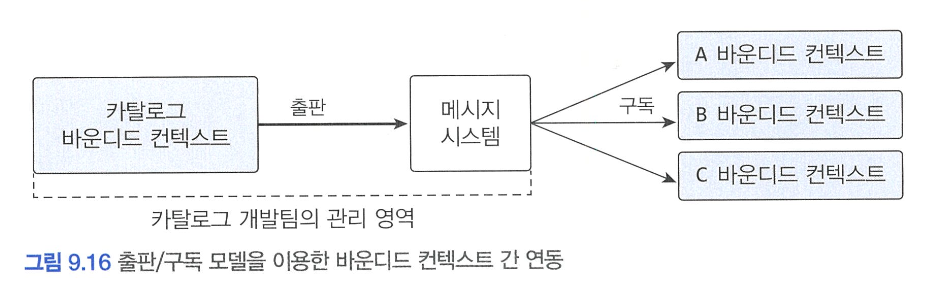 카탈로그
바운디드 컨텍스트
출판
메시지
시스템
구독
A 바운디드 컨텍스트
B 바운디드 컨텍스트
C 바운디드 컨텍스트
카탈로그 개발팀의 관리 영역
그림 9.16 출판/구독 모델을 이용한 바운디드 컨텍스트 간 연동